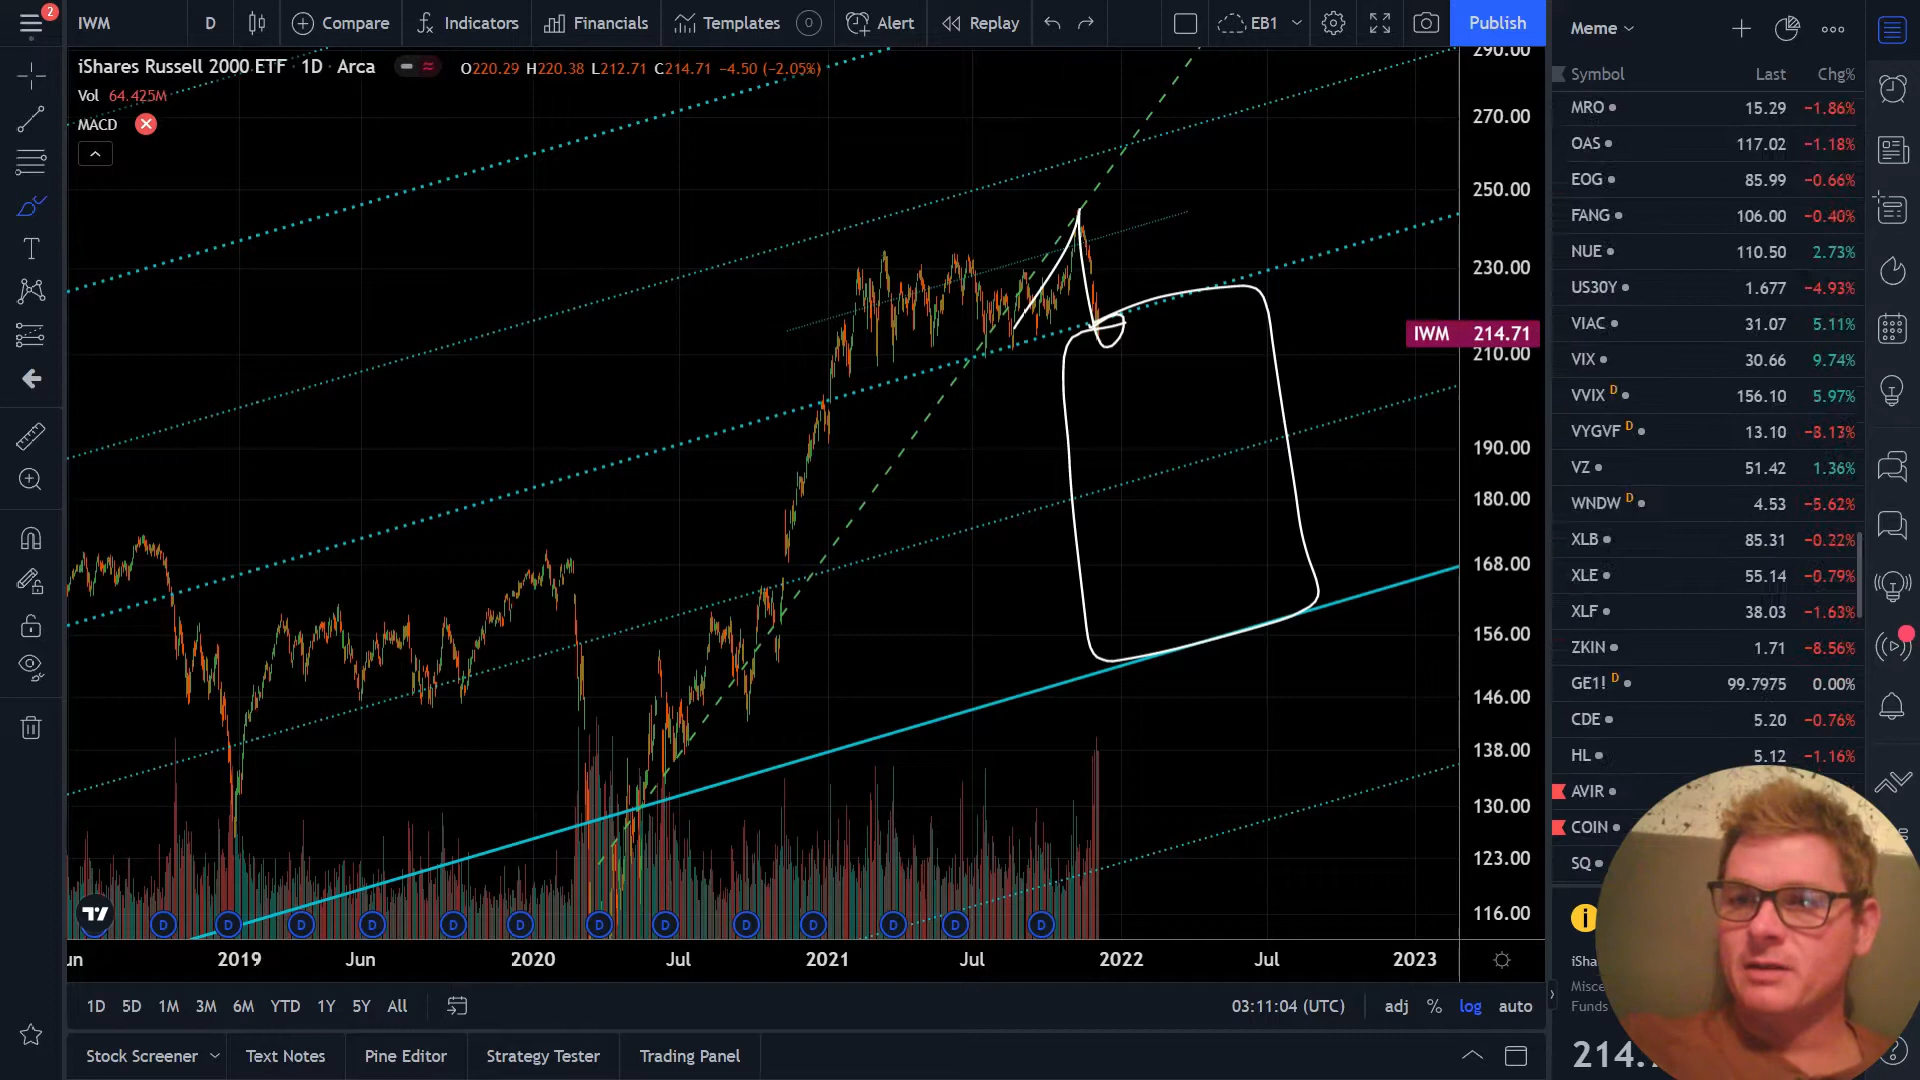 2
IWM D Compare Indicators Financials Templates Alert Replay EB1 Publish
iShares Russell 2000 ETF · 1D · Arca O220.29 H220.38 L212.71 C214.71 −4.50 (−2.05%)
Vol 64.425M
MACD
290.00
270.00
250.00
230.00
IWM 214.71
210.00
190.00
180.00
168.00
156.00
146.00
138.00
130.00
123.00
116.00
D D D D D D D D D D D D
2019 Jun 2020 Jul 2021 Jul 2022 Jul 2023
1D 5D 1M 3M 6M YTD 1Y 5Y All 03:11:04 (UTC) adj % log auto
Stock Screener Text Notes Pine Editor Strategy Tester Trading Panel
Meme
Symbol Last Chg%
MRO 15.29 −1.86%
OAS 117.02 −1.18%
EOG 85.99 −0.66%
FANG 106.00 −0.40%
NUE 110.50 2.73%
US30Y 1.677 −4.93%
VIAC 31.07 5.11%
VIX 30.66 9.74%
VVIX D 156.10 5.97%
VYGVF D 13.10 −8.13%
VZ 51.42 1.36%
WNDW D 4.53 −5.62%
XLB 85.31 −0.22%
XLE 55.14 −0.79%
XLF 38.03 −1.63%
ZKIN 1.71 −8.56%
GE1! D 99.7975 0.00%
CDE 5.20 −0.76%
HL 5.12 −1.16%
AVIR
COIN
SQ
Funds